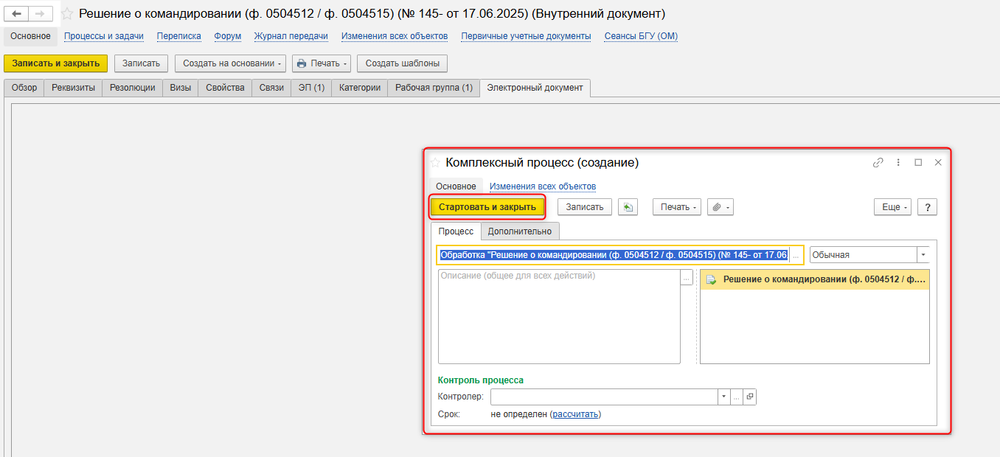 Решение о командировании (ф. 0504512 / ф. 0504515) (№ 145- от 17.06.2025) (Внутренний документ)
Основное Процессы и задачи Переписка Форум Журнал передачи Изменения всех объектов Первичные учетные документы Сеансы БГУ (ОМ)
Записать и закрыть Записать Создать на основании Печать Создать шаблоны
Обзор Реквизиты Резолюции Визы Свойства Связи ЭП (1) Категории Рабочая группа (1) Электронный документ
Комплексный процесс (создание)
Основное Изменения всех объектов
Стартовать и закрыть Записать Печать Еще ?
Процесс Дополнительно
Обработка "Решение о командировании (ф. 0504512 / ф. 0504515) (№ 145- от 17.06 ... Обычная
Описание (общее для всех действий) ... Решение о командировании (ф. 0504512 / ф....
Контроль процесса
Контролер: ...
Срок: не определен (рассчитать)